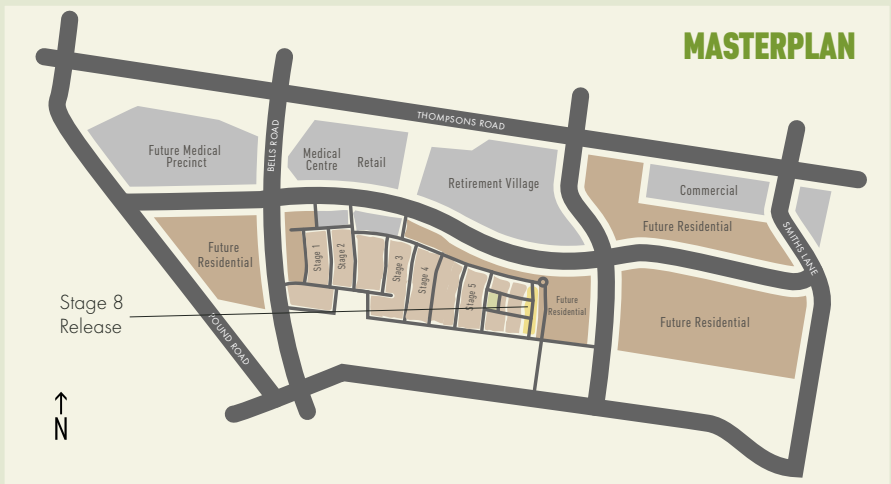 MASTERPLAN
THOMPSONS ROAD
BELLS ROAD
Future Medical
Precinct
Medical
Centre
Retail
Retirement Village
Commercial
Future Residential
SMITHS LANE
Future
Residential
Stage 1
Stage 2
Stage 3
Stage 4
Stage 5
Future
Residential
Future Residential
Stage 8
Release
POUND ROAD
N